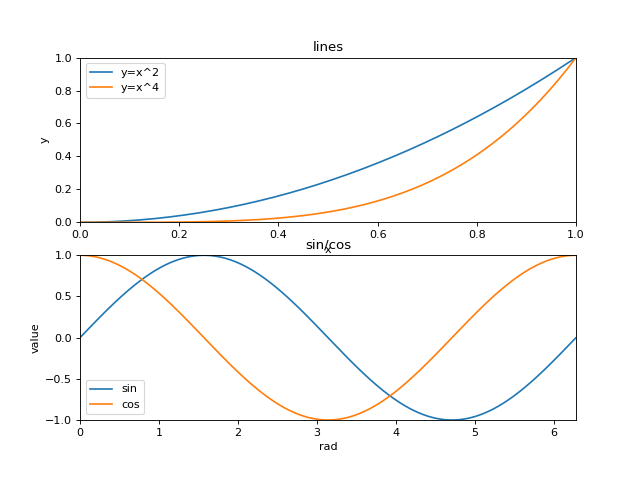 lines
1.0
0.8
0.6
0.4
0.2
0.0
y
y=x^2
y=x^4
0.0 0.2 0.4 0.6 0.8 1.0
x
sin/cos
1.0
0.5
0.0
−0.5
−1.0
value
sin
cos
0 1 2 3 4 5 6
rad